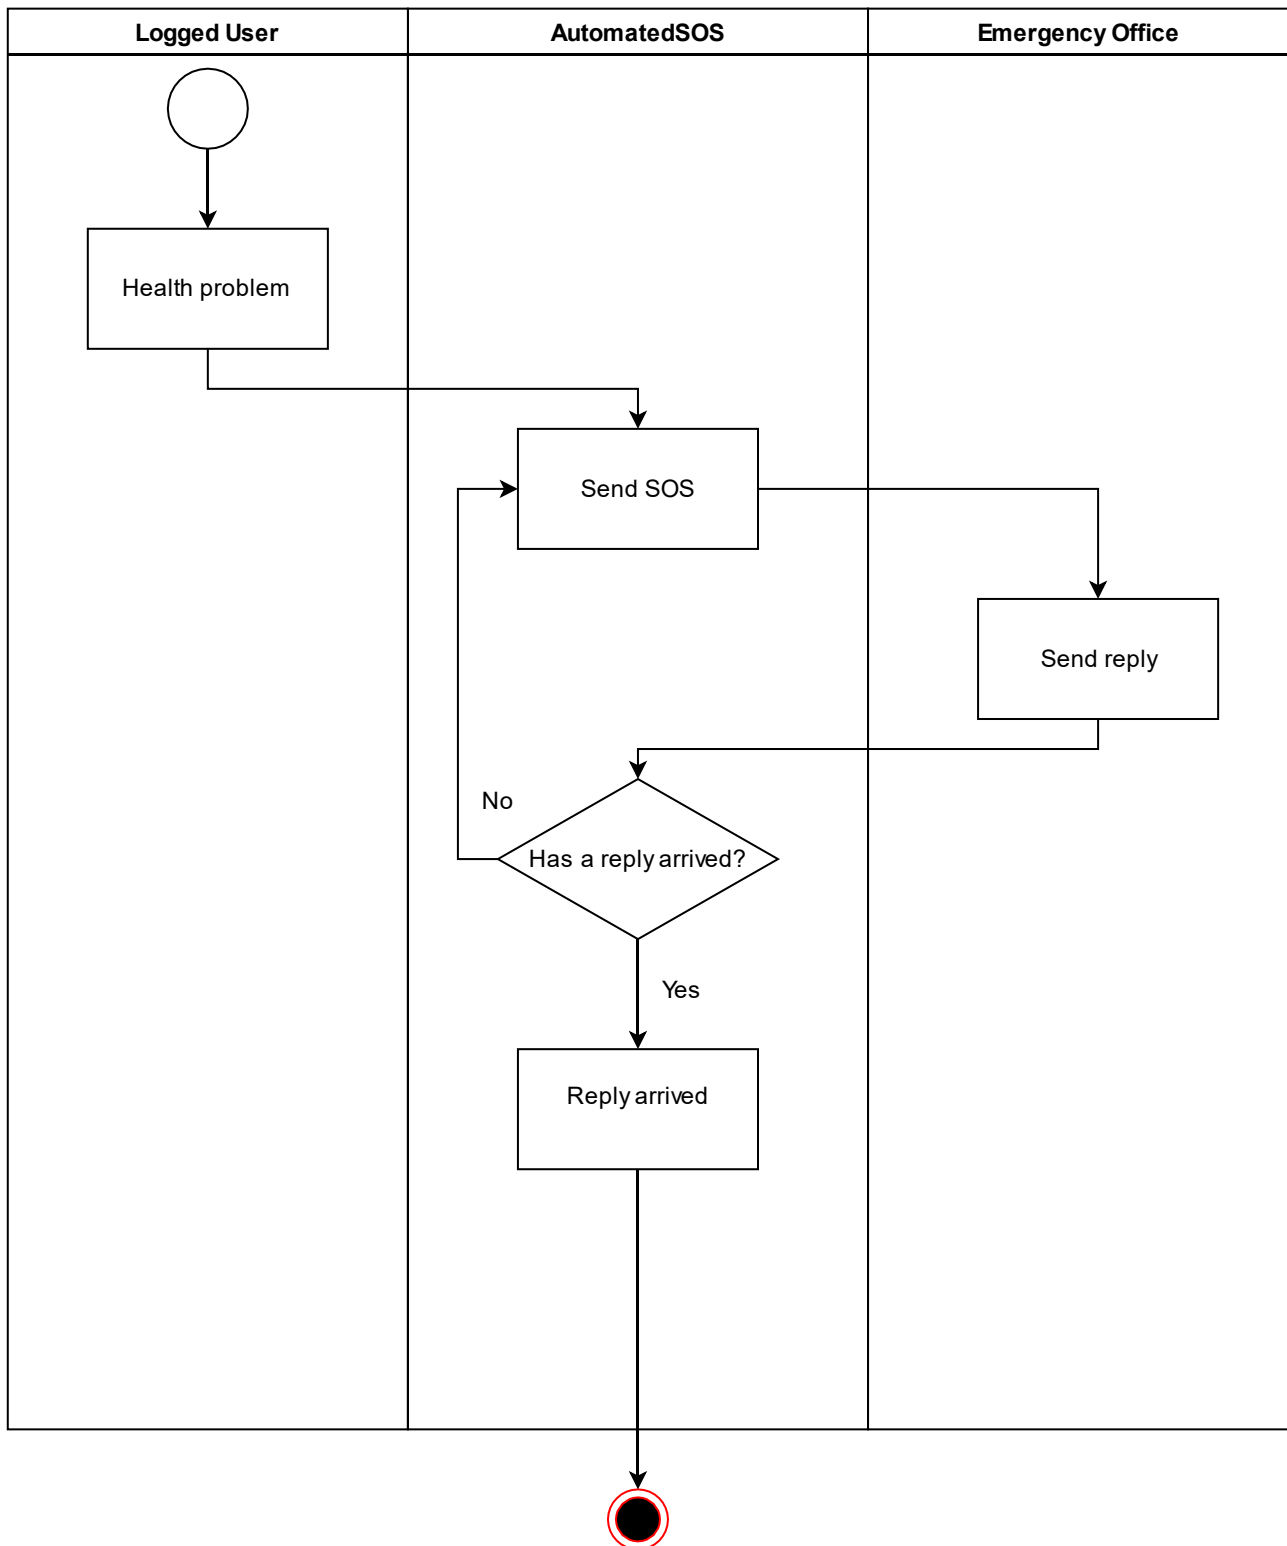 Logged User
AutomatedSOS
Emergency Office
Health problem
Send SOS
Send reply
No
Has a reply arrived?
Yes
Reply arrived